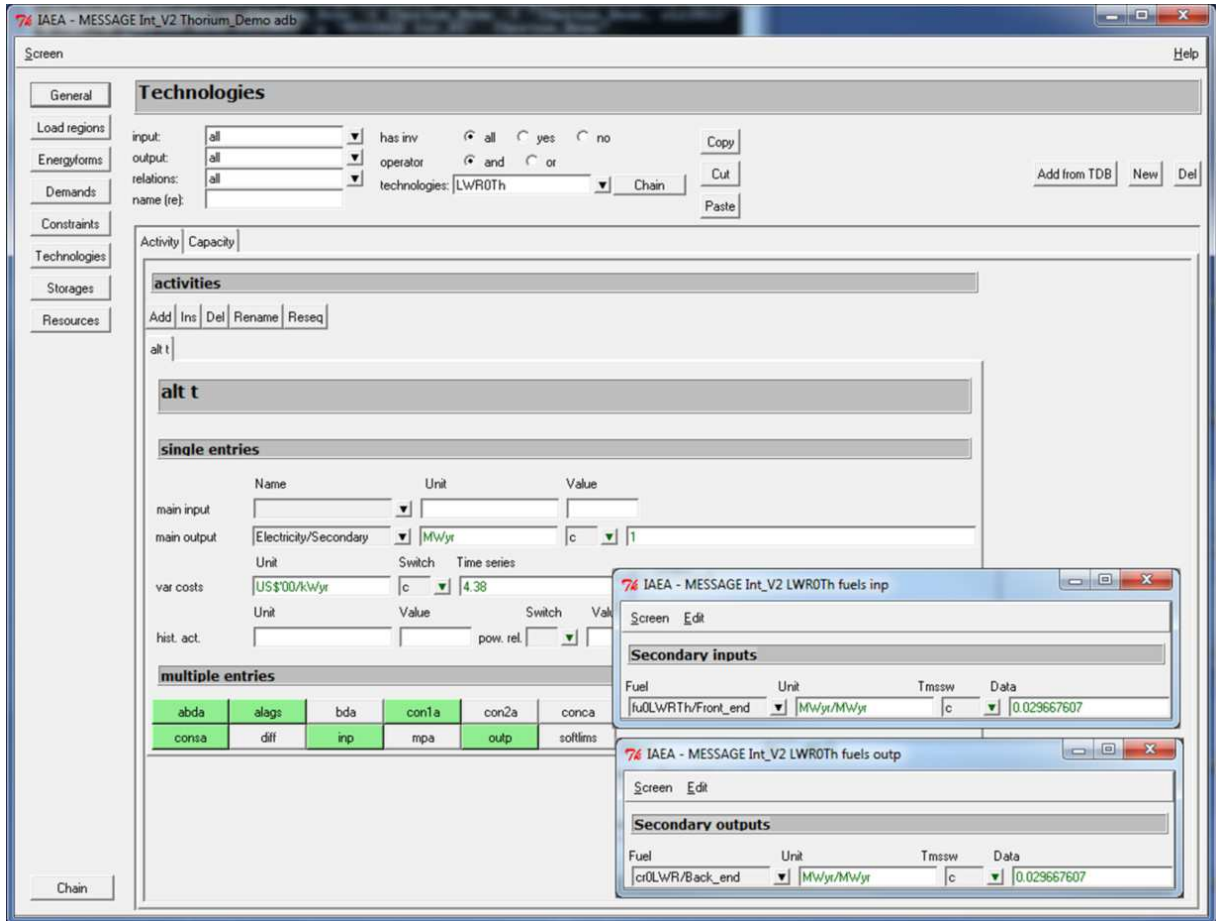 IAEA - MESSAGE Int_V2 Thorium_Demo adb
Screen Help
General
Load regions
Energyforms
Demands
Constraints
Technologies
Storages
Resources
Chain
Technologies
input: all has inv all yes no Copy
output: all operator and or
relations: all technologies: LWR0Th Chain Cut Add from TDB New Del
name (re): Paste
Activity Capacity
activities
Add Ins Del Rename Reseq
alt t
alt t
single entries
Name Unit Value
main input
main output Electricity/Secondary MWyr c 1
Unit Switch Time series
var costs US$'00/kWyr c 4.38
Unit Value Switch
hist. act. pow. rel.
multiple entries
abda alags bda con1a con2a conca
consa diff inp mpa outp softlims
IAEA - MESSAGE Int_V2 LWR0Th fuels inp
Screen Edit
Secondary inputs
Fuel Unit Tmssw Data
fu0LWRTh/Front_end MWyr/MWyr c 0.029667607
IAEA - MESSAGE Int_V2 LWR0Th fuels outp
Screen Edit
Secondary outputs
Fuel Unit Tmssw Data
cr0LWR/Back_end MWyr/MWyr c 0.029667607